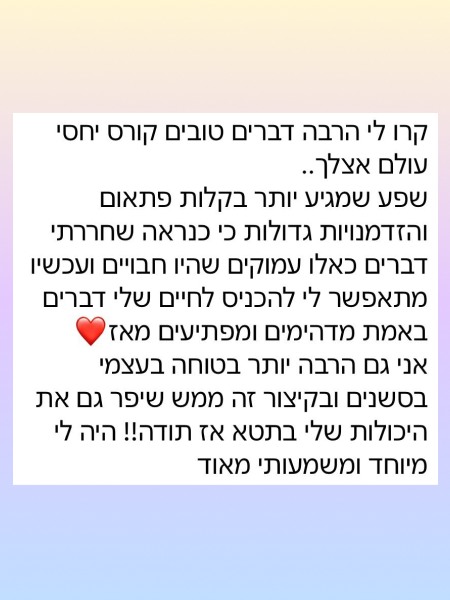 קרו לי הרבה דברים טובים קורס יחסי
עולם אצלך..
שפע שמגיע יותר בקלות פתאום
והזדמנויות גדולות כי כנראה שחררתי
דברים כאלו עמוקים שהיו חבויים ועכשיו
מתאפשר לי להכניס לחיים שלי דברים
באמת מדהימים ומפתיעים מאז❤️
אני גם הרבה יותר בטוחה בעצמי
בסשנים ובקיצור זה ממש שיפר גם את
היכולות שלי בתטא אז תודה!! היה לי
מיוחד ומשמעותי מאוד